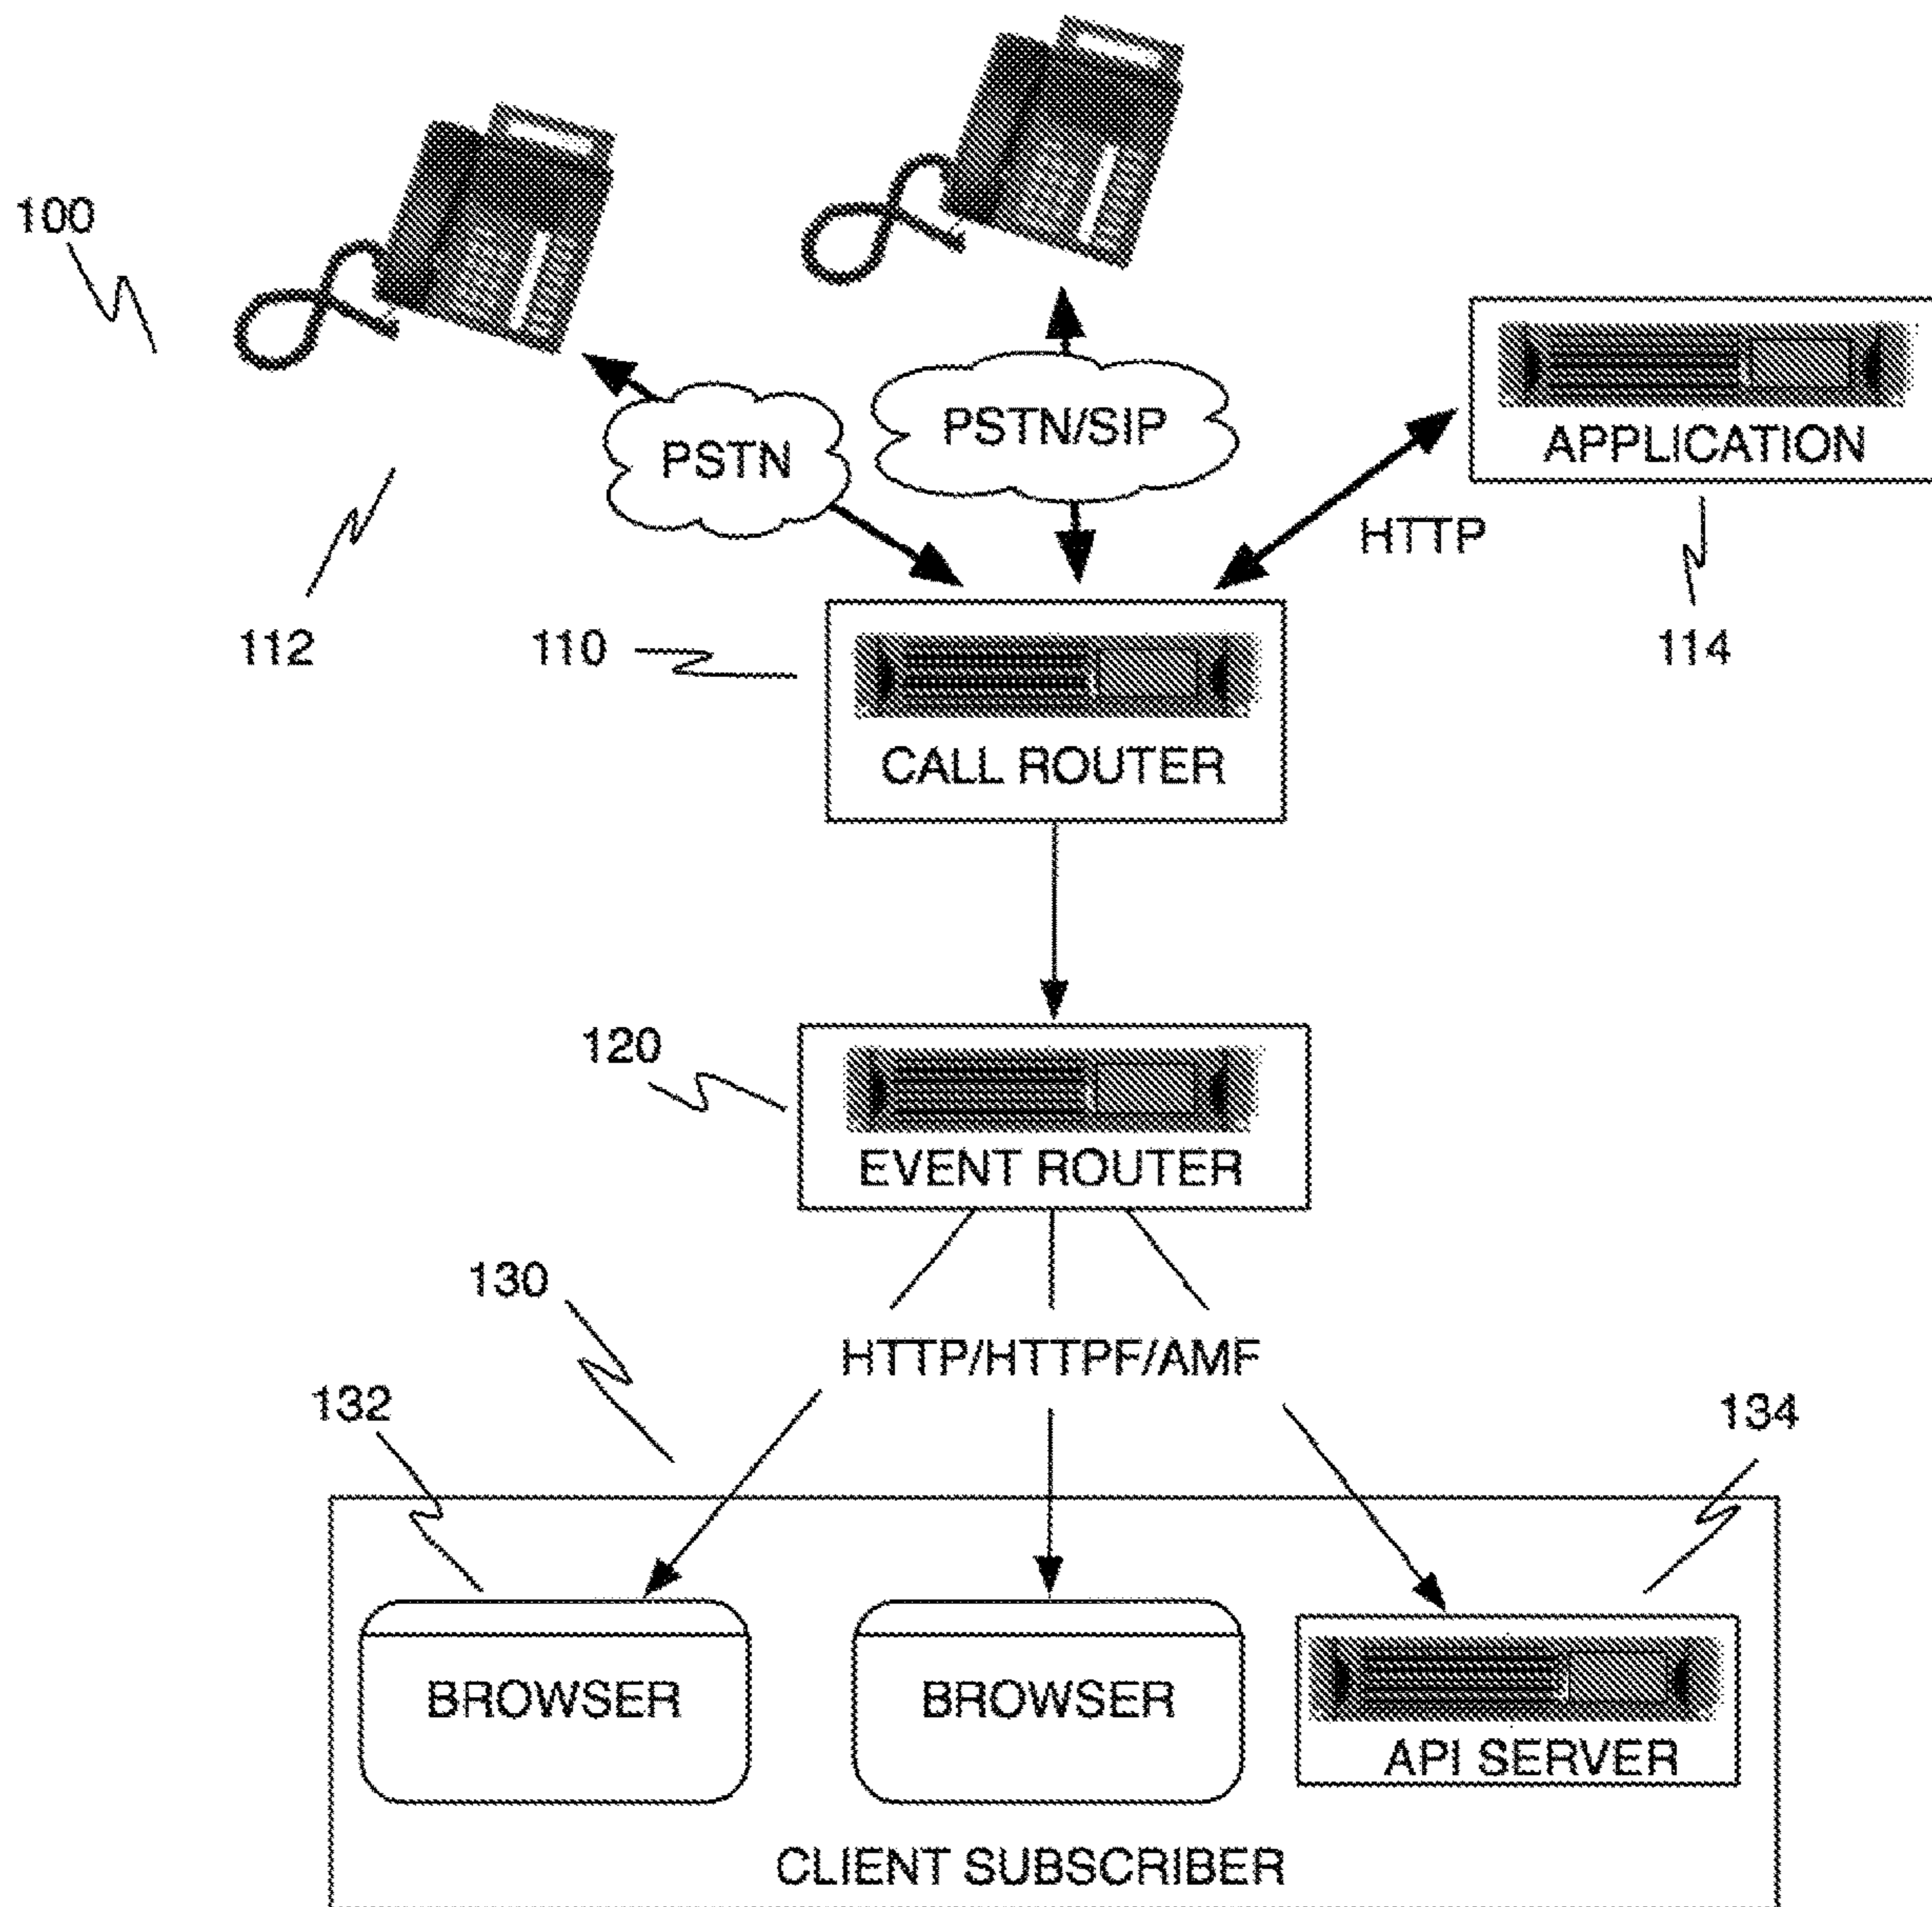 100
PSTN
PSTN/SIP
APPLICATION
HTTP
112
110
114
CALL ROUTER
120
EVENT ROUTER
130
HTTP/HTTPF/AMF
132
134
BROWSER
BROWSER
API SERVER
CLIENT SUBSCRIBER